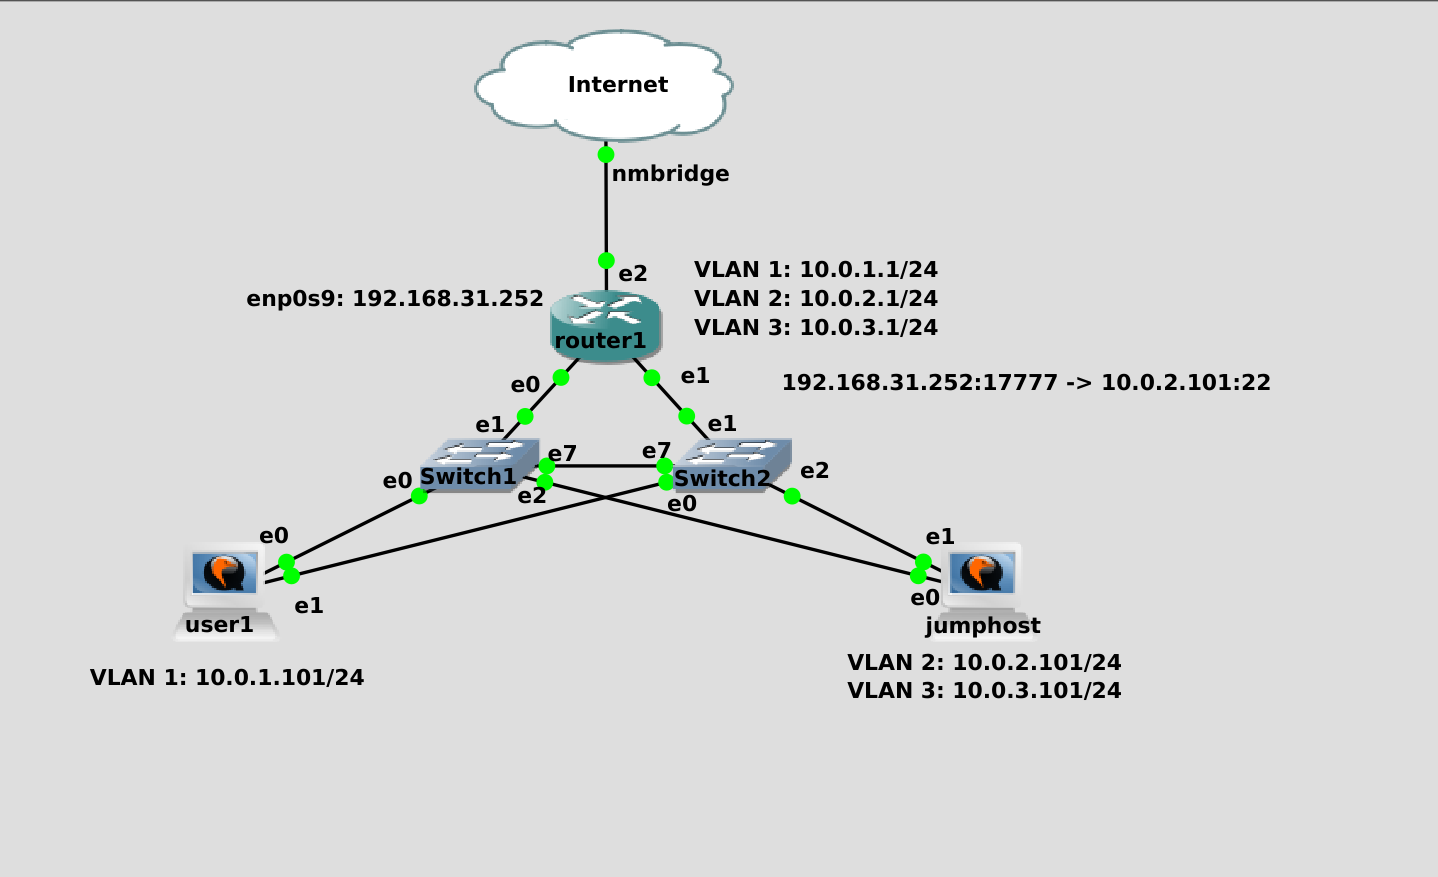 Internet
nmbridge
e2
enp0s9: 192.168.31.252
VLAN 1: 10.0.1.1/24
VLAN 2: 10.0.2.1/24
VLAN 3: 10.0.3.1/24
router1
e0
e1
192.168.31.252:17777 -> 10.0.2.101:22
e1
e1
e7
e7
e0
Switch1
Switch2
e2
e2
e0
e0
e1
e1
e0
user1
jumphost
VLAN 1: 10.0.1.101/24
VLAN 2: 10.0.2.101/24
VLAN 3: 10.0.3.101/24